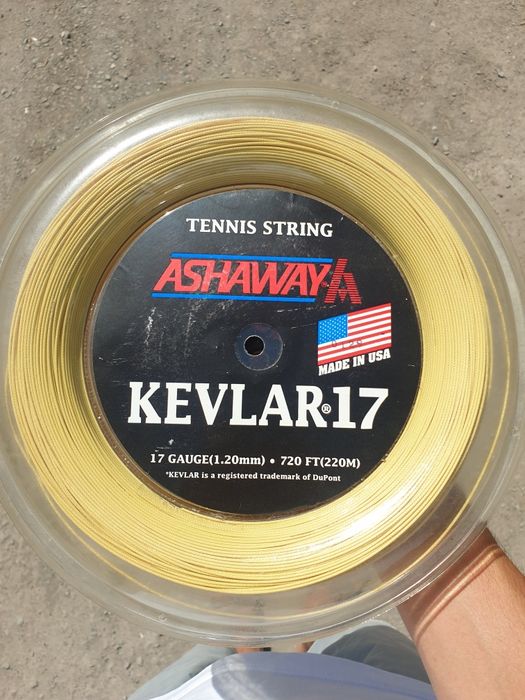 TENNIS STRING
ASHAWAY
MADE IN USA
KEVLAR®17
17 GAUGE(1.20mm) • 720 FT(220M)
*KEVLAR is a registered trademark of DuPont